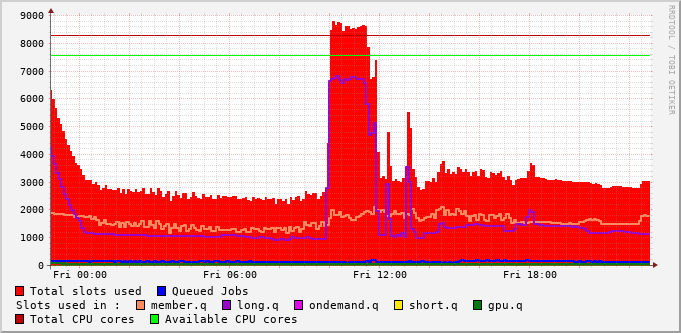 9000
8000
7000
6000
5000
4000
3000
2000
1000
0
Fri 00:00 Fri 06:00 Fri 12:00 Fri 18:00
RRDTOOL / TOBI OETIKER
Total slots used Queued Jobs
Slots used in : member.q long.q ondemand.q short.q gpu.q
Total CPU cores Available CPU cores